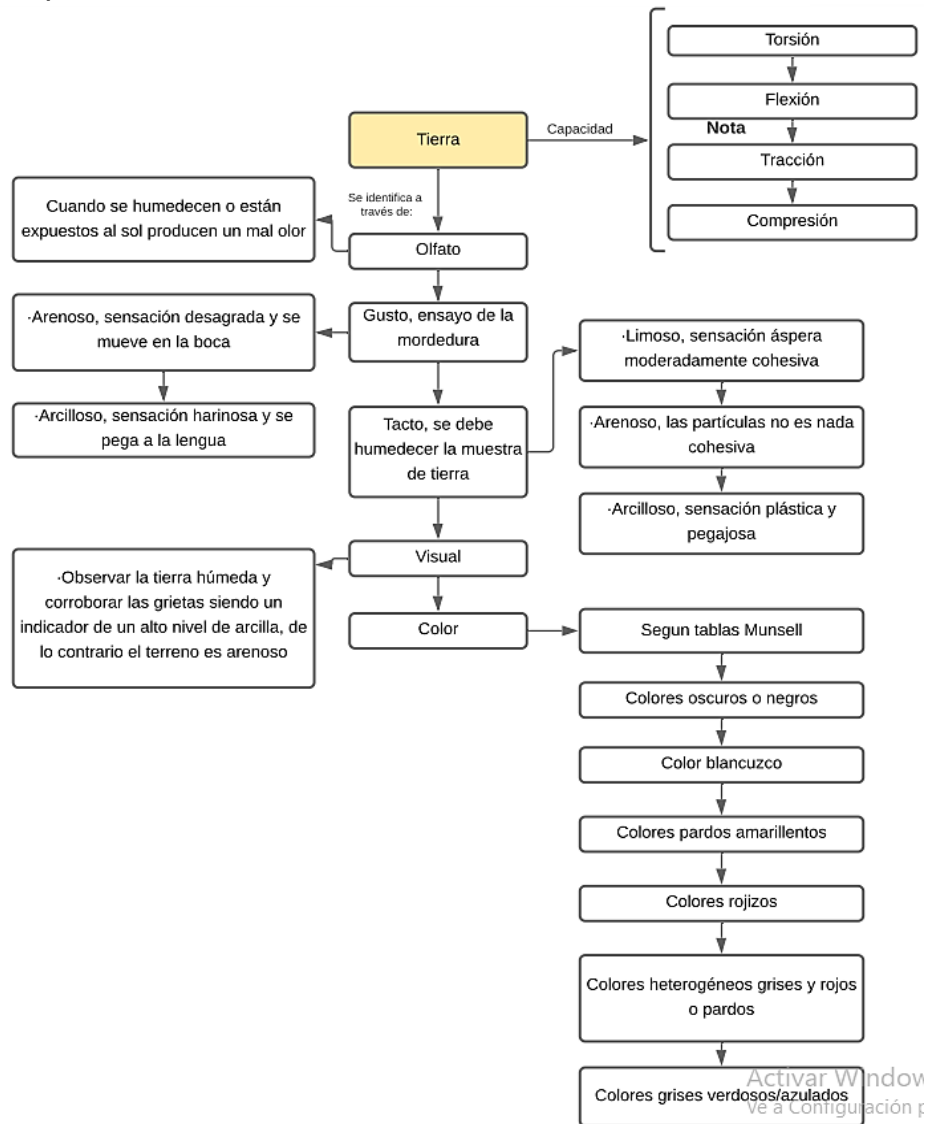 Torsión
Flexión
Nota
Tracción
Compresión
Tierra
Capacidad
Se identifica a
través de:
Cuando se humedecen o están
expuestos al sol producen un mal olor
Olfato
Gusto, ensayo de la
mordedura
·Arenoso, sensación desagrada y se
mueve en la boca
·Arcilloso, sensación harinosa y se
pega a la lengua
Tacto, se debe
humedecer la muestra
de tierra
·Limoso, sensación áspera
moderadamente cohesiva
·Arenoso, las partículas no es nada
cohesiva
·Arcilloso, sensación plástica y
pegajosa
Visual
·Observar la tierra húmeda y
corroborar las grietas siendo un
indicador de un alto nivel de arcilla, de
lo contrario el terreno es arenoso
Color
Segun tablas Munsell
Colores oscuros o negros
Color blancuzco
Colores pardos amarillentos
Colores rojizos
Colores heterogéneos grises y rojos
o pardos
Colores grises verdosos/azulados
Activar Window
Ve a Configuración p